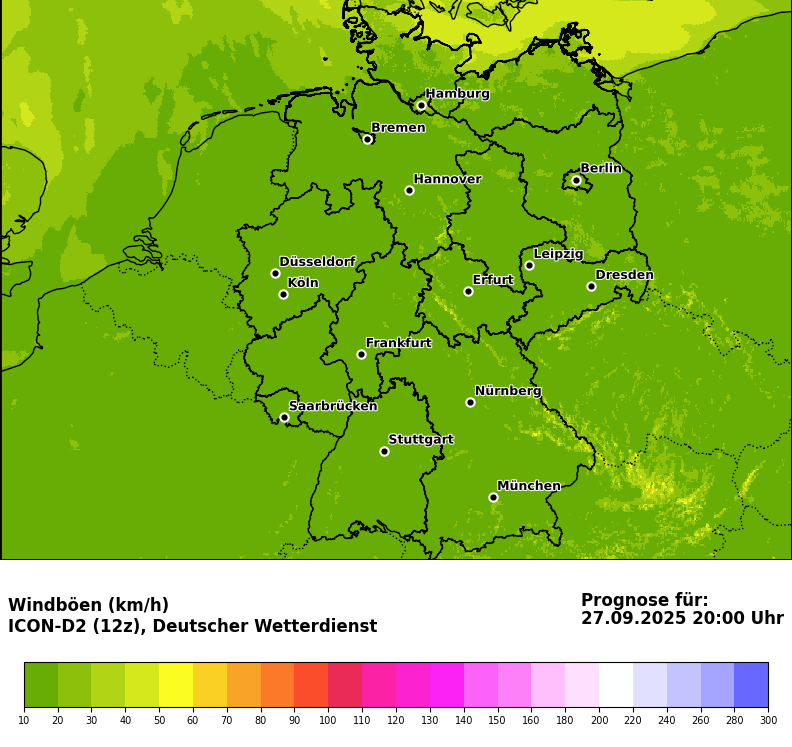 Hamburg
Bremen
Berlin
Hannover
Leipzig
Düsseldorf
Dresden
Köln
Erfurt
Frankfurt
Nürnberg
Saarbrücken
Stuttgart
München
Windböen (km/h)
ICON-D2 (12z), Deutscher Wetterdienst
Prognose für:
27.09.2025 20:00 Uhr
10 20 30 40 50 60 70 80 90 100 110 120 130 140 150 160 180 200 220 240 260 280 300